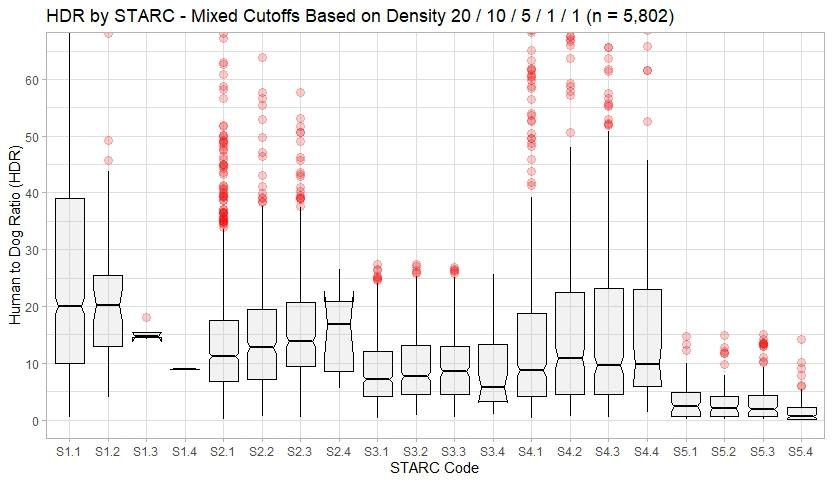 HDR by STARC - Mixed Cutoffs Based on Density 20 / 10 / 5 / 1 / 1 (n = 5,802)
Human to Dog Ratio (HDR)
60
50
40
30
20
10
0
S1.1 S1.2 S1.3 S1.4 S2.1 S2.2 S2.3 S2.4 S3.1 S3.2 S3.3 S3.4 S4.1 S4.2 S4.3 S4.4 S5.1 S5.2 S5.3 S5.4
STARC Code